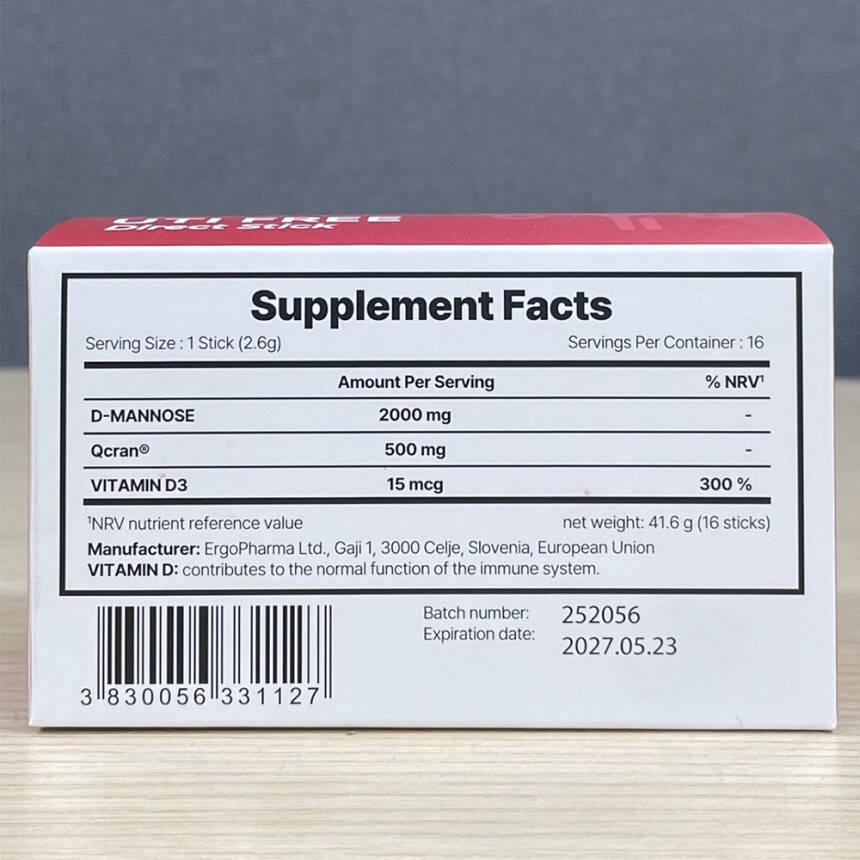 UTI FREE
Direct Stick
Supplement Facts
Serving Size : 1 Stick (2.6g) Servings Per Container : 16
Amount Per Serving % NRV¹
D-MANNOSE 2000 mg -
Qcran® 500 mg -
VITAMIN D3 15 mcg 300 %
¹NRV nutrient reference value net weight: 41.6 g (16 sticks)
Manufacturer: ErgoPharma Ltd., Gaji 1, 3000 Celje, Slovenia, European Union
VITAMIN D: contributes to the normal function of the immune system.
Batch number: 252056
Expiration date: 2027.05.23
3 830056 331127